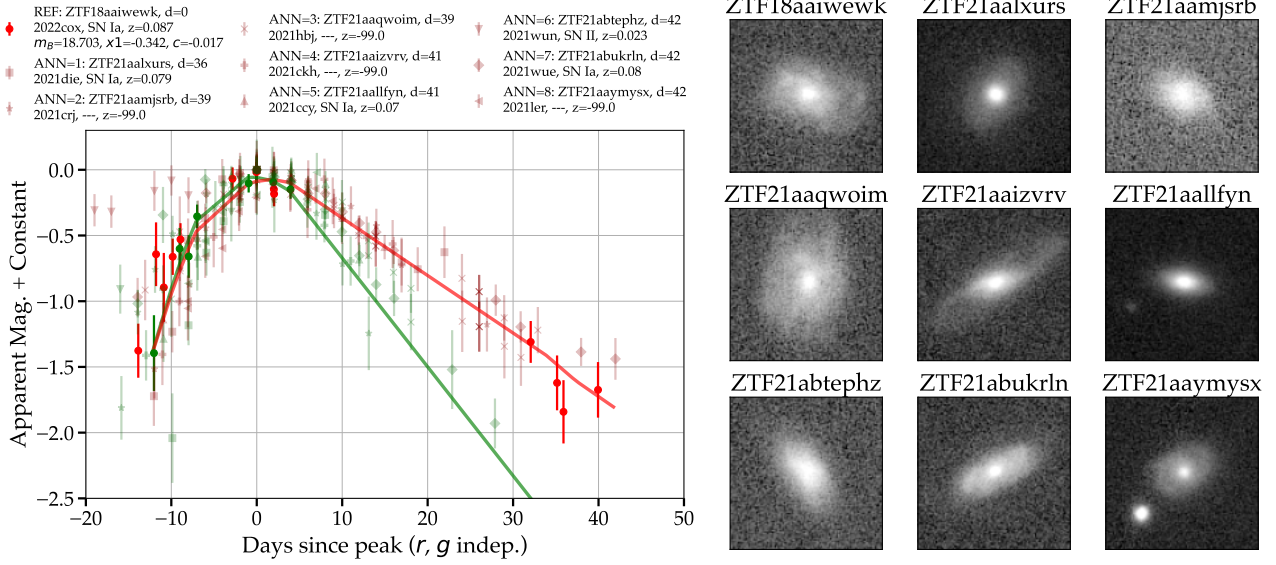 REF: ZTF18aaiwewk, d=0
2022cox, SN Ia, z=0.087
m_B=18.703, x1=-0.342, c=-0.017
ANN=1: ZTF21aalxurs, d=36
2021die, SN Ia, z=0.079
ANN=2: ZTF21aamjsrb, d=39
2021crj, ---, z=-99.0
ANN=3: ZTF21aaqwoim, d=39
2021hbj, ---, z=-99.0
ANN=4: ZTF21aaizvrv, d=41
2021ckh, ---, z=-99.0
ANN=5: ZTF21aallfyn, d=41
2021ccy, SN Ia, z=0.07
ANN=6: ZTF21abtephz, d=42
2021wun, SN II, z=0.023
ANN=7: ZTF21abukrln, d=42
2021wue, SN Ia, z=0.08
ANN=8: ZTF21aaymysx, d=42
2021ler, ---, z=-99.0
Apparent Mag. + Constant
0.0
−0.5
−1.0
−1.5
−2.0
−2.5
−20 −10 0 10 20 30 40 50
Days since peak (r, g indep.)
ZTF18aaiwewk ZTF21aalxurs ZTF21aamjsrb
ZTF21aaqwoim ZTF21aaizvrv ZTF21aallfyn
ZTF21abtephz ZTF21abukrln ZTF21aaymysx